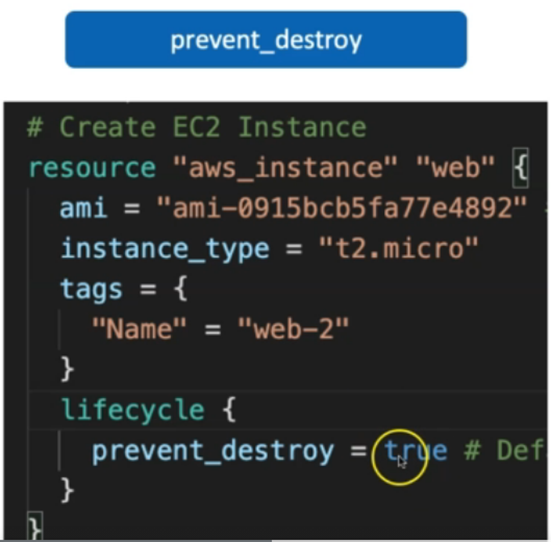 prevent_destroy
# Create EC2 Instance
resource "aws_instance" "web" {
ami = "ami-0915bcb5fa77e4892"
instance_type = "t2.micro"
tags = {
"Name" = "web-2"
}
lifecycle {
prevent_destroy = true # Def
}
}